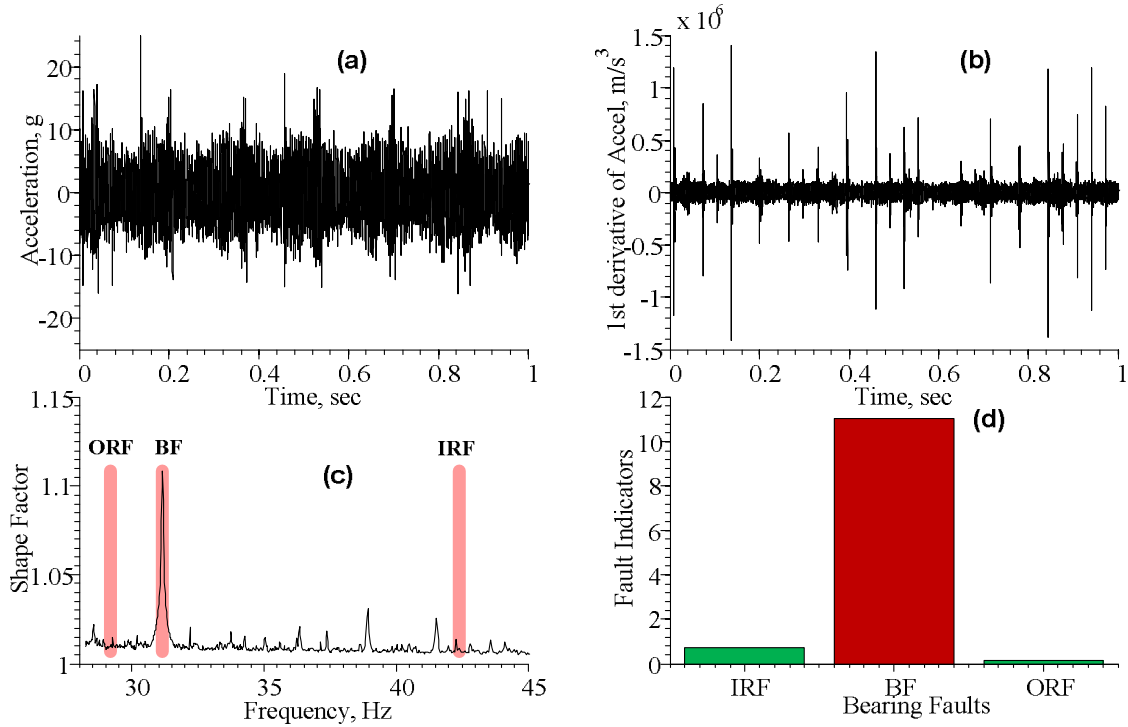 (a)
Acceleration, g
20
10
0
-10
-20
0 0.2 0.4 0.6 0.8 1
Time, sec
x 10⁶
(b)
1st derivative of Accel, m/s³
1.5
1
0.5
0
-0.5
-1
-1.5
0 0.2 0.4 0.6 0.8 1
Time, sec
(c)
ORF BF IRF
Shape Factor
1.15
1.1
1.05
1
30 35 40 45
Frequency, Hz
(d)
Fault Indicators
12
10
8
6
4
2
0
IRF BF ORF
Bearing Faults